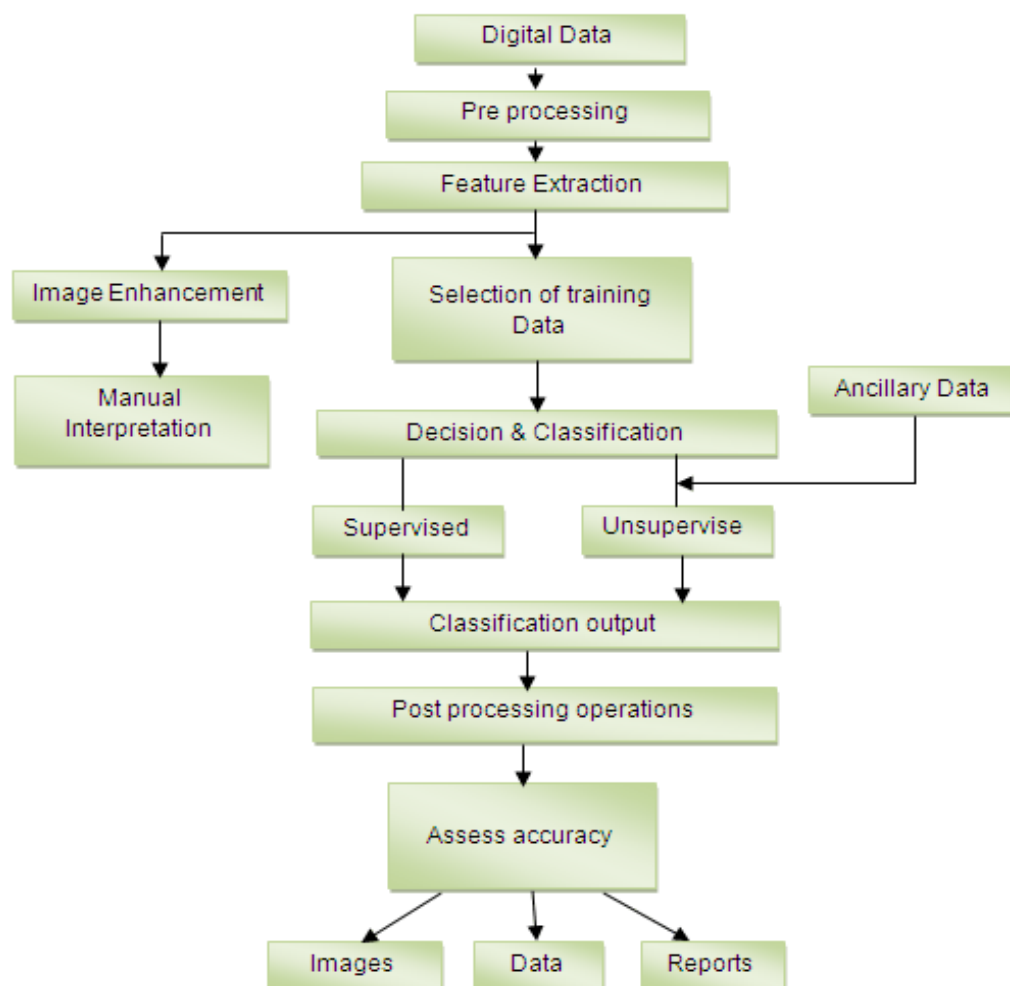 Digital Data
Pre processing
Feature Extraction
Image Enhancement
Selection of training
Data
Manual
Interpretation
Ancillary Data
Decision & Classification
Supervised
Unsupervise
Classification output
Post processing operations
Assess accuracy
Images
Data
Reports